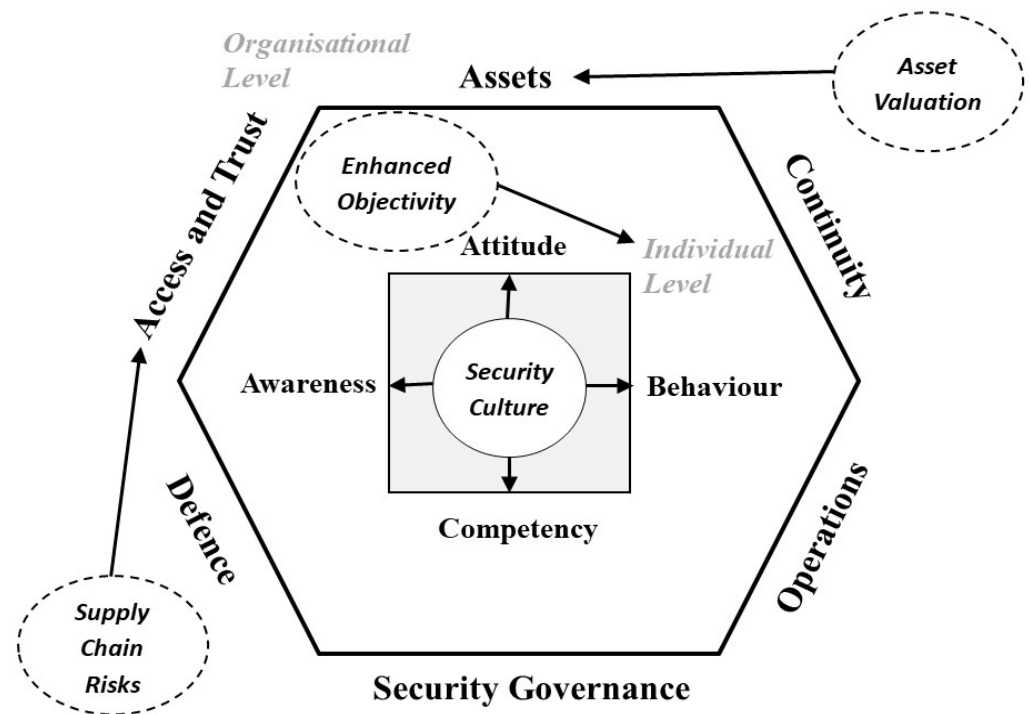 Organisational
Level
Assets
Asset
Valuation
Access and Trust
Enhanced
Objectivity
Continuity
Attitude
Individual
Level
Awareness
Security
Culture
Behaviour
Defence
Competency
Operations
Supply
Chain
Risks
Security Governance